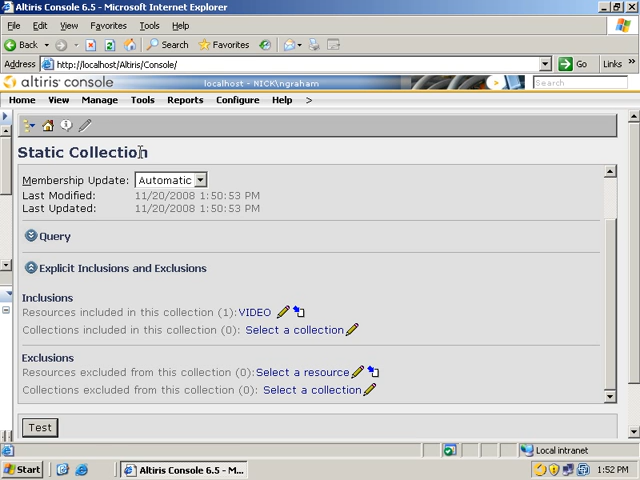 Altiris Console 6.5 - Microsoft Internet Explorer
File Edit View Favorites Tools Help
Back Search Favorites
Address http://localhost/Altiris/Console/ Go Links »
altiris console localhost - NICK\ngraham Search
Home View Manage Tools Reports Configure Help >
Static Collection
Membership Update: Automatic
Last Modified: 11/20/2008 1:50:53 PM
Last Updated: 11/20/2008 1:50:53 PM
Query
Explicit Inclusions and Exclusions
Inclusions
Resources included in this collection (1): VIDEO
Collections included in this collection (0): Select a collection
Exclusions
Resources excluded from this collection (0): Select a resource
Collections excluded from this collection (0): Select a collection
Test
Local intranet
Start Altiris Console 6.5 - M... 1:52 PM